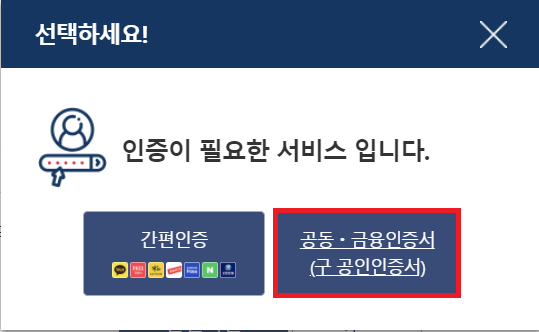 선택하세요!
인증이 필요한 서비스 입니다.
간편인증
공동·금융인증서
(구 공인인증서)